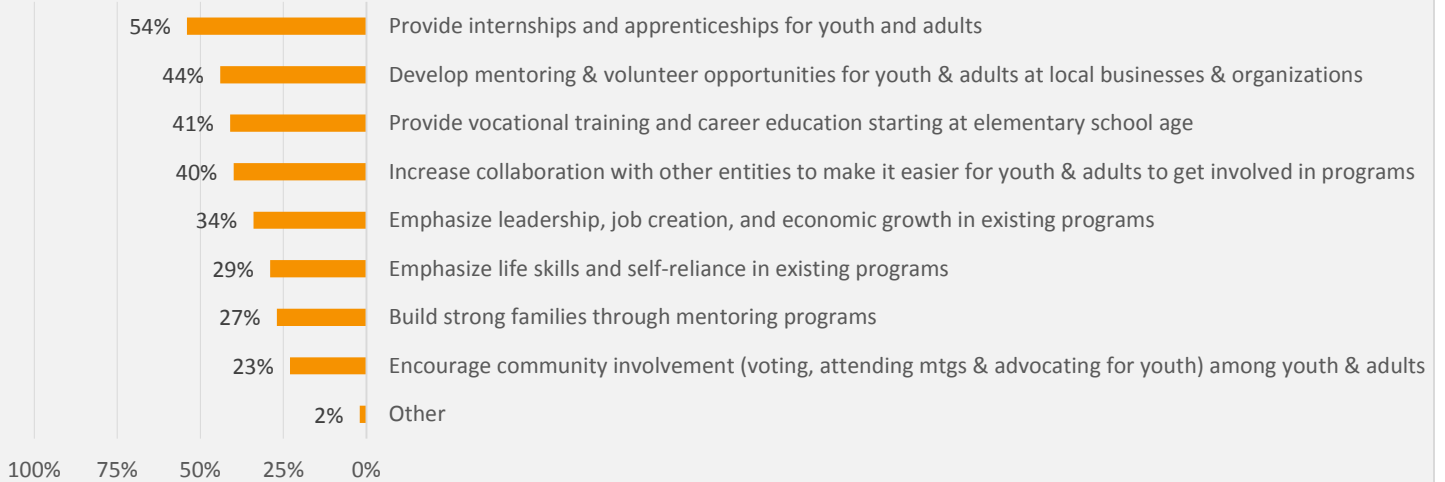 54% Provide internships and apprenticeships for youth and adults
44% Develop mentoring & volunteer opportunities for youth & adults at local businesses & organizations
41% Provide vocational training and career education starting at elementary school age
40% Increase collaboration with other entities to make it easier for youth & adults to get involved in programs
34% Emphasize leadership, job creation, and economic growth in existing programs
29% Emphasize life skills and self-reliance in existing programs
27% Build strong families through mentoring programs
23% Encourage community involvement (voting, attending mtgs & advocating for youth) among youth & adults
2% Other
100% 75% 50% 25% 0%